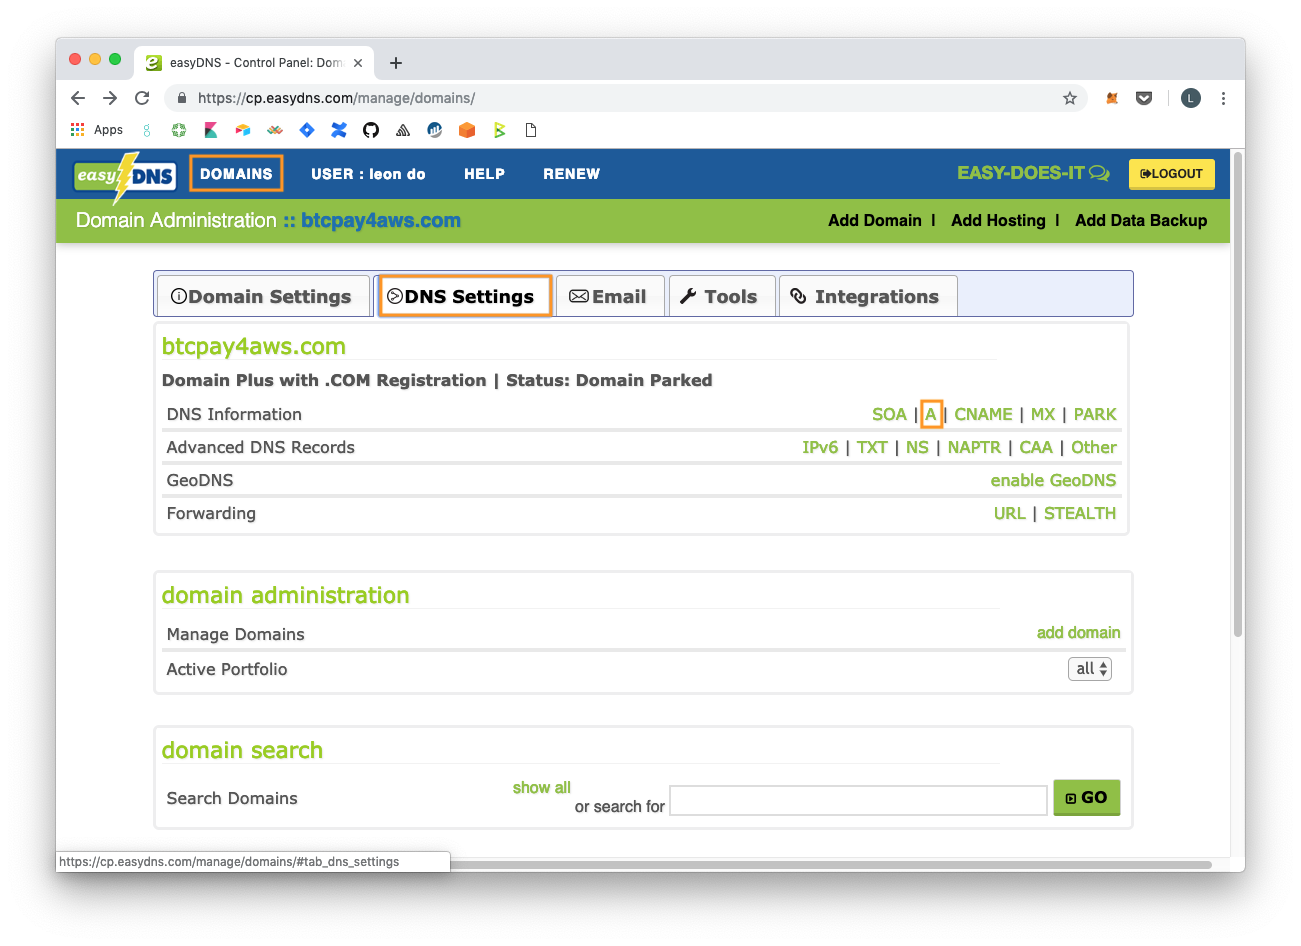 easyDNS - Control Panel: Dom
https://cp.easydns.com/manage/domains/
L
Apps
easyDNS
DOMAINS
USER : leon do
HELP
RENEW
EASY-DOES-IT
LOGOUT
Domain Administration :: btcpay4aws.com
Add Domain | Add Hosting | Add Data Backup
Domain Settings
DNS Settings
Email
Tools
Integrations
btcpay4aws.com
Domain Plus with .COM Registration | Status: Domain Parked
DNS Information SOA | A | CNAME | MX | PARK
Advanced DNS Records IPv6 | TXT | NS | NAPTR | CAA | Other
GeoDNS enable GeoDNS
Forwarding URL | STEALTH
domain administration
Manage Domains add domain
Active Portfolio all
domain search
Search Domains show all
or search for GO
https://cp.easydns.com/manage/domains/#tab_dns_settings